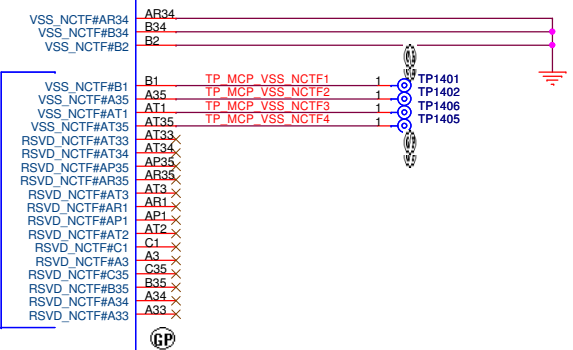 VSS_NCTF#AR34 AR34
VSS_NCTF#B34 B34
VSS_NCTF#B2 B2
VSS_NCTF#B1 B1 TP_MCP_VSS_NCTF1 1 TP1401
VSS_NCTF#A35 A35 TP_MCP_VSS_NCTF2 1 TP1402
VSS_NCTF#AT1 AT1 TP_MCP_VSS_NCTF3 1 TP1406
VSS_NCTF#AT35 AT35 TP_MCP_VSS_NCTF4 1 TP1405
RSVD_NCTF#AT33 AT33
RSVD_NCTF#AT34 AT34
RSVD_NCTF#AP35 AP35
RSVD_NCTF#AR35 AR35
RSVD_NCTF#AT3 AT3
RSVD_NCTF#AR1 AR1
RSVD_NCTF#AP1 AP1
RSVD_NCTF#AT2 AT2
RSVD_NCTF#C1 C1
RSVD_NCTF#A3 A3
RSVD_NCTF#C35 C35
RSVD_NCTF#B35 B35
RSVD_NCTF#A34 A34
RSVD_NCTF#A33 A33
GP